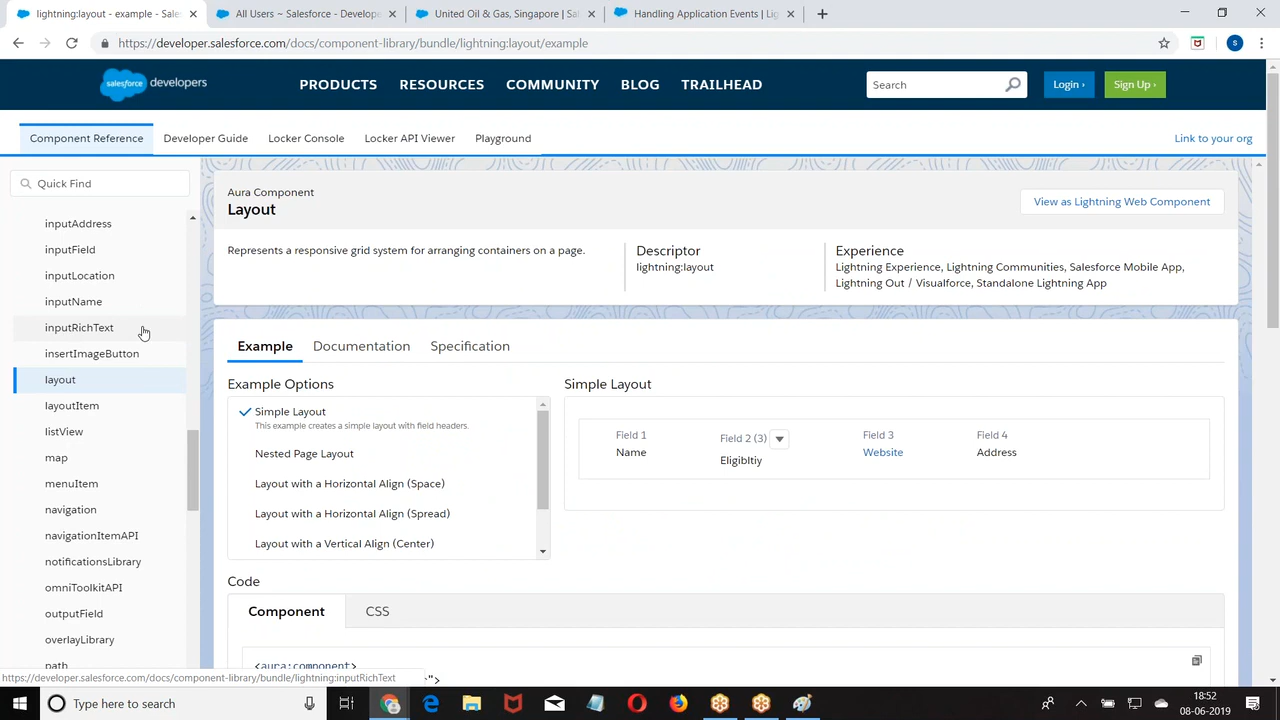 lightning:layout - example - Sales
All Users ~ Salesforce - Develope
United Oil & Gas, Singapore | Sal
Handling Application Events | Lig
https://developer.salesforce.com/docs/component-library/bundle/lightning:layout/example
S
salesforce developers
PRODUCTS
RESOURCES
COMMUNITY
BLOG
TRAILHEAD
Search
Login ›
Sign Up ›
Component Reference
Developer Guide
Locker Console
Locker API Viewer
Playground
Link to your org
Quick Find
inputAddress
inputField
inputLocation
inputName
inputRichText
insertImageButton
layout
layoutItem
listView
map
menuItem
navigation
navigationItemAPI
notificationsLibrary
omniToolkitAPI
outputField
overlayLibrary
path
Aura Component
Layout
View as Lightning Web Component
Represents a responsive grid system for arranging containers on a page.
Descriptor
lightning:layout
Experience
Lightning Experience, Lightning Communities, Salesforce Mobile App,
Lightning Out / Visualforce, Standalone Lightning App
Example
Documentation
Specification
Example Options
Simple Layout
This example creates a simple layout with field headers.
Nested Page Layout
Layout with a Horizontal Align (Space)
Layout with a Horizontal Align (Spread)
Layout with a Vertical Align (Center)
Simple Layout
Field 1
Name
Field 2 (3)
Eligibltiy
Field 3
Website
Field 4
Address
Code
Component
CSS
<aura:component>
">
https://developer.salesforce.com/docs/component-library/bundle/lightning:inputRichText
Type here to search
18:52
08-06-2019